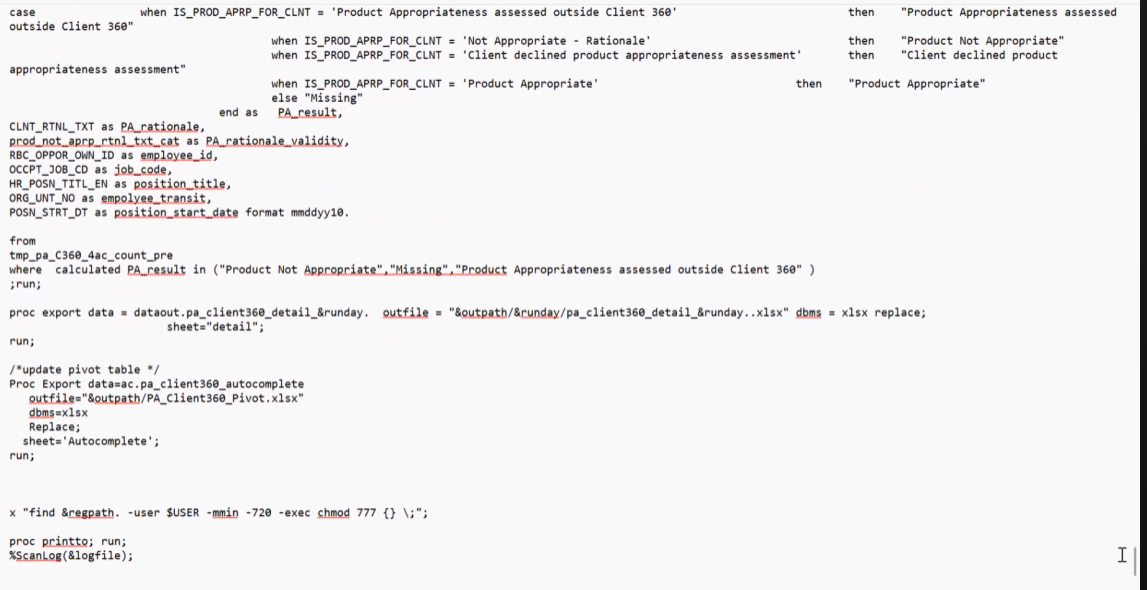 case when IS_PROD_APRP_FOR_CLNT = 'Product Appropriateness assessed outside Client 360' then "Product Appropriateness assessed
outside Client 360"
when IS_PROD_APRP_FOR_CLNT = 'Not Appropriate - Rationale' then "Product Not Appropriate"
when IS_PROD_APRP_FOR_CLNT = 'Client declined product appropriateness assessment' then "Client declined product
appropriateness assessment"
when IS_PROD_APRP_FOR_CLNT = 'Product Appropriate' then "Product Appropriate"
else "Missing"
end as PA_result,
CLNT_RTNL_TXT as PA_rationale,
prod_not_aprp_rtnl_txt_cat as PA_rationale_validity,
RBC_OPPOR_OWN_ID as employee_id,
OCCPT_JOB_CD as job_code,
HR_POSN_TITL_EN as position_title,
ORG_UNT_NO as empolyee_transit,
POSN_STRT_DT as position_start_date format mmddyy10.
from
tmp_pa_C360_4ac_count_pre
where calculated PA_result in ("Product Not Appropriate","Missing","Product Appropriateness assessed outside Client 360" )
;run;
proc export data = dataout.pa_client360_detail_&runday. outfile = "&outpath/&runday/pa_client360_detail_&runday..xlsx" dbms = xlsx replace;
sheet="detail";
run;
/*update pivot table */
Proc Export data=ac.pa_client360_autocomplete
outfile="&outpath/PA_Client360_Pivot.xlsx"
dbms=xlsx
Replace;
sheet='Autocomplete';
run;
x "find &regpath. -user $USER -mmin -720 -exec chmod 777 {} \;";
proc printto; run;
%ScanLog(&logfile);